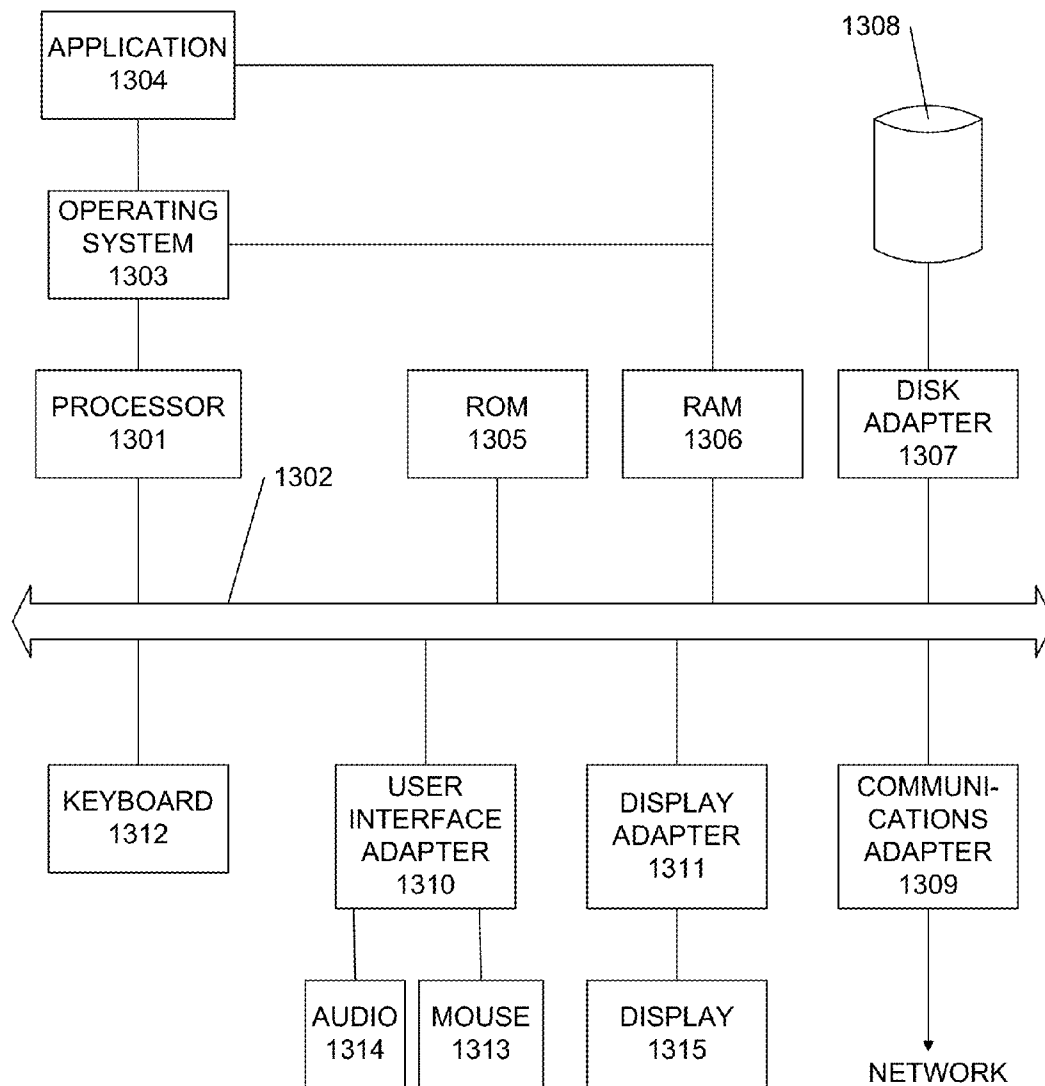 APPLICATION
1304
1308
OPERATING
SYSTEM
1303
PROCESSOR
1301
ROM
1305
RAM
1306
DISK
ADAPTER
1307
1302
KEYBOARD
1312
USER
INTERFACE
ADAPTER
1310
DISPLAY
ADAPTER
1311
COMMUNI-
CATIONS
ADAPTER
1309
AUDIO
1314
MOUSE
1313
DISPLAY
1315
NETWORK